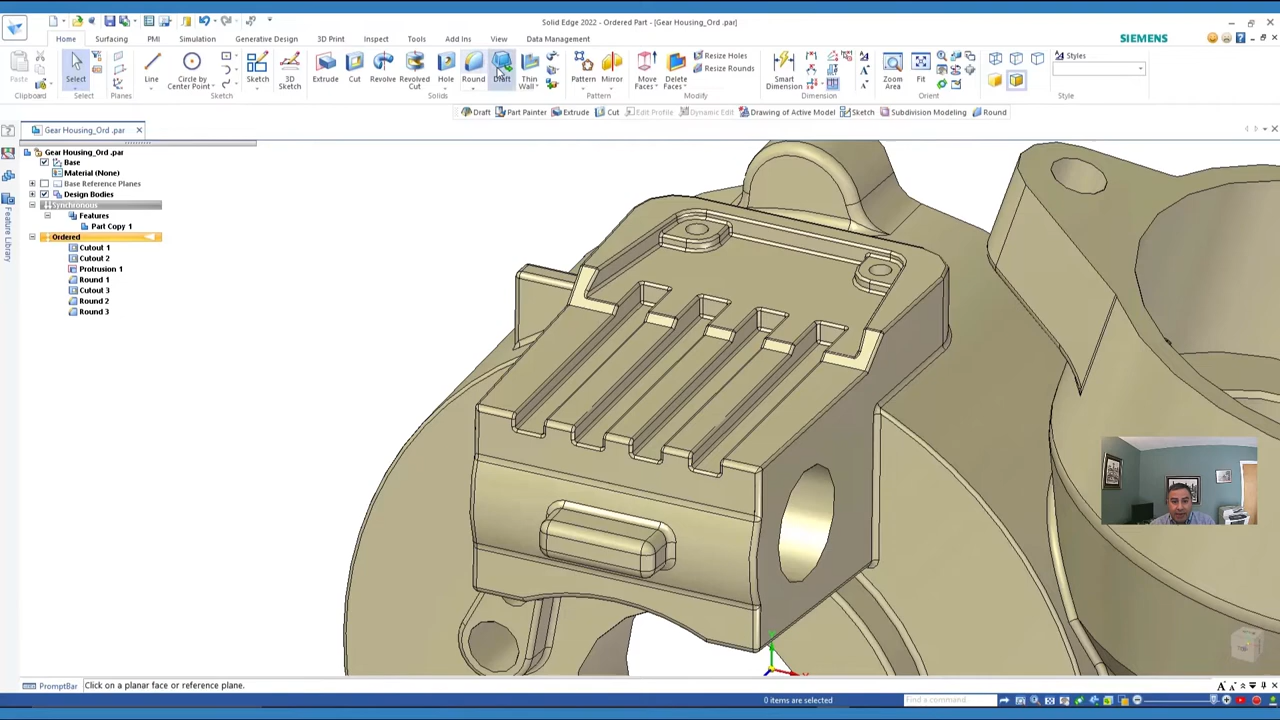 Solid Edge 2022 - Ordered Part - [Gear Housing_Ord .par]
Home Surfacing PMI Simulation Generative Design 3D Print Inspect Tools Add Ins View Data Management SIEMENS
Paste Clipboard
Select Select
Planes
Line Circle by Center Point Sketch Sketch
3D Sketch
Extrude Cut Revolve Revolved Cut Hole Round Draft Thin Wall Solids
Pattern Mirror Pattern
Move Faces Delete Faces Resize Holes Resize Rounds Modify
Smart Dimension Dimension
Zoom Area Fit Orient
Styles Style
Draft Part Painter Extrude Cut Edit Profile Dynamic Edit Drawing of Active Model Sketch Subdivision Modeling Round
Gear Housing_Ord .par
Gear Housing_Ord .par
Base
Material (None)
Base Reference Planes
Design Bodies
Synchronous
Features
Part Copy 1
Ordered
Cutout 1
Cutout 2
Protrusion 1
Round 1
Cutout 3
Round 2
Round 3
Feature Library
PromptBar Click on a planar face or reference plane.
0 items are selected Find a command